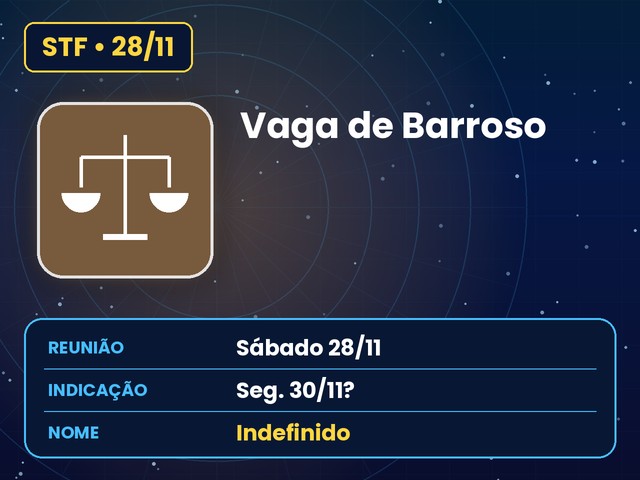 STF • 28/11
Vaga de Barroso
REUNIÃO Sábado 28/11
INDICAÇÃO Seg. 30/11?
NOME Indefinido